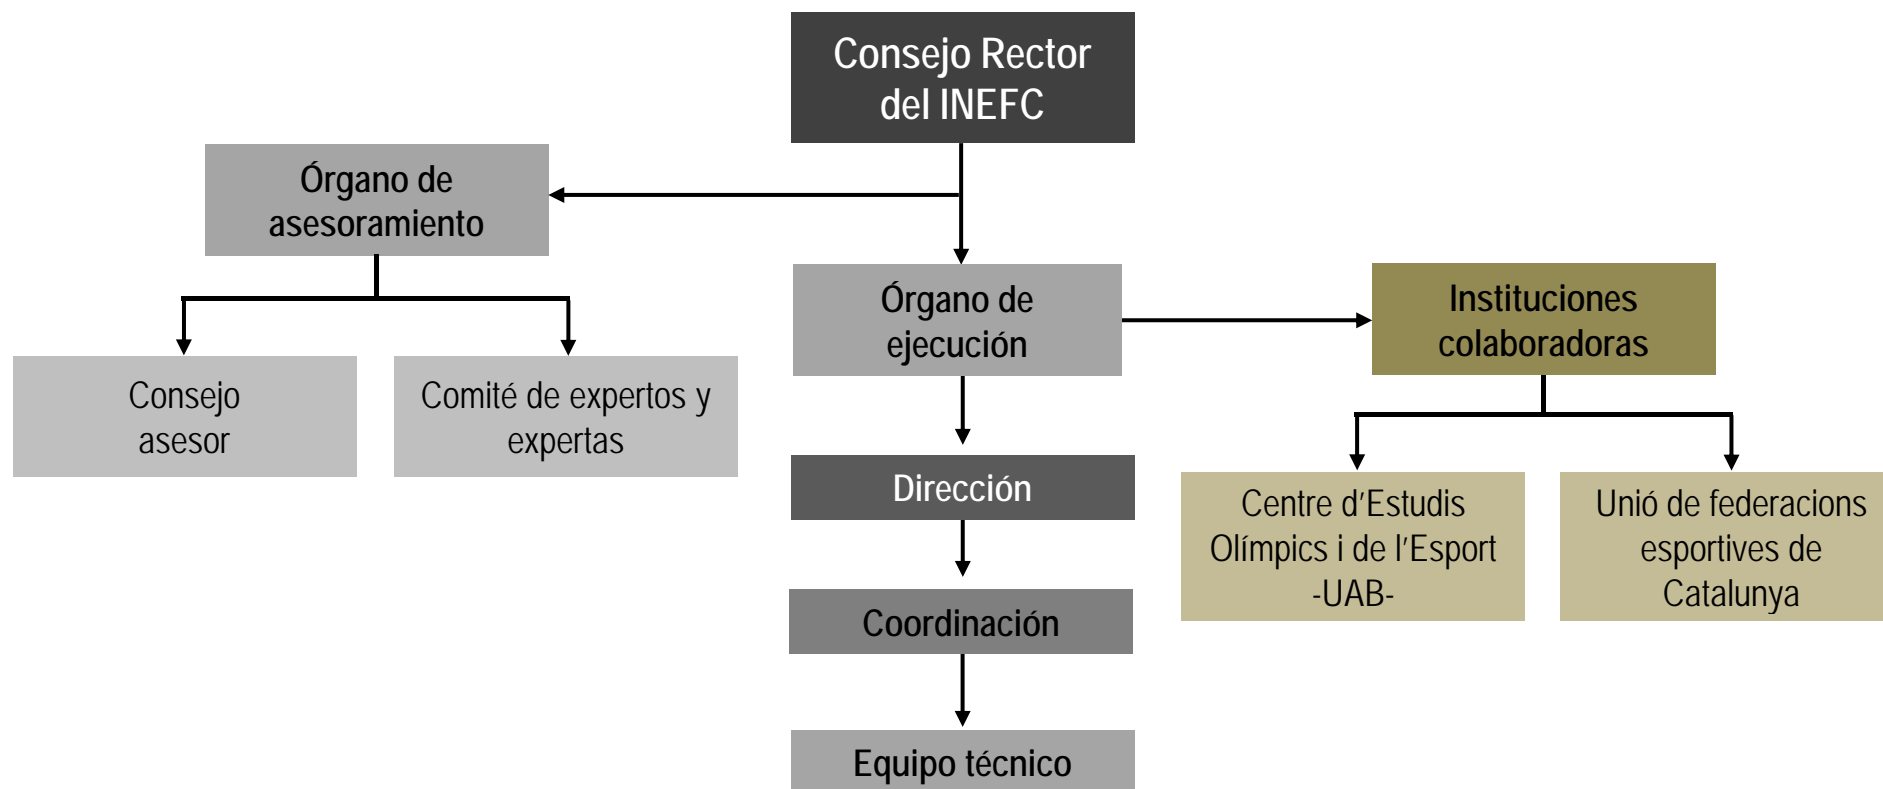 Consejo Rector
del INEFC
Órgano de
asesoramiento
Órgano de
ejecución
Instituciones
colaboradoras
Consejo
asesor
Comité de expertos y
expertas
Dirección
Centre d'Estudis
Olímpics i de l'Esport
-UAB-
Unió de federacions
esportives de
Catalunya
Coordinación
Equipo técnico